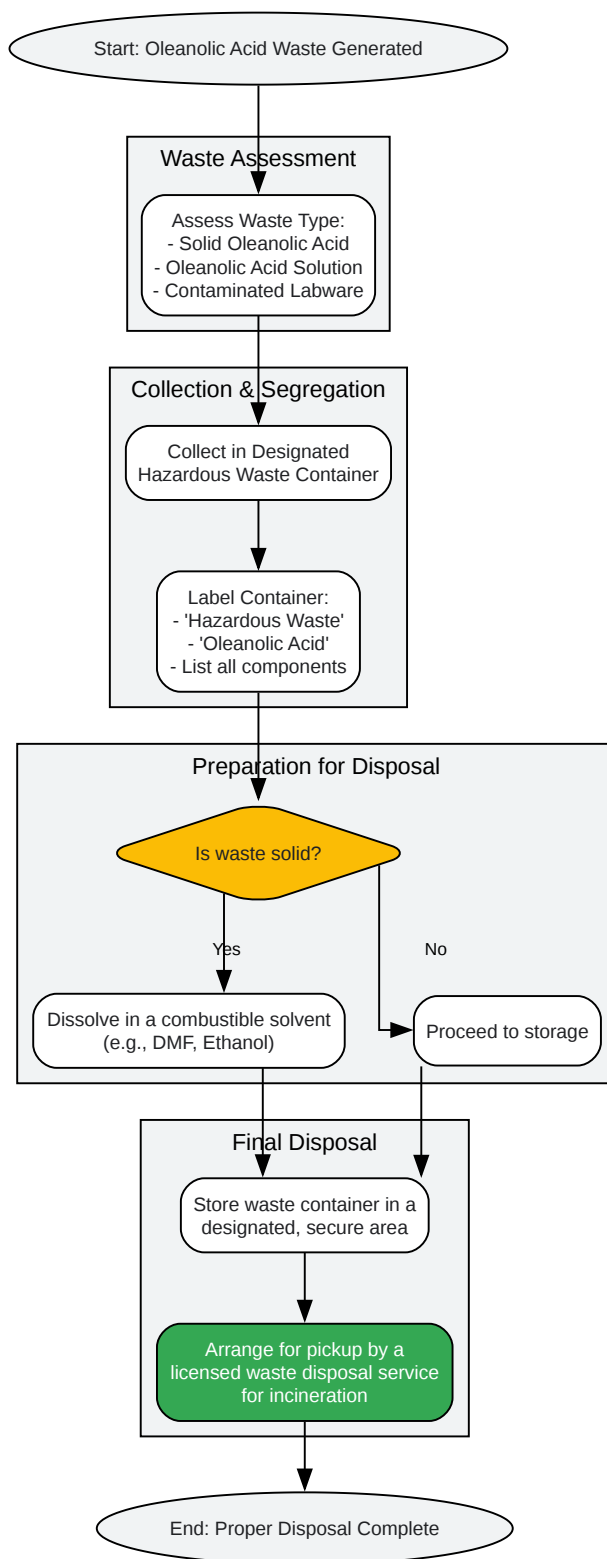 Start: Oleanolic Acid Waste Generated
Waste Assessment
Assess Waste Type:
- Solid Oleanolic Acid
- Oleanolic Acid Solution
- Contaminated Labware
Collection & Segregation
Collect in Designated
Hazardous Waste Container
Label Container:
- 'Hazardous Waste'
- 'Oleanolic Acid'
- List all components
Preparation for Disposal
Is waste solid?
Yes
No
Dissolve in a combustible solvent
(e.g., DMF, Ethanol)
Proceed to storage
Final Disposal
Store waste container in a
designated, secure area
Arrange for pickup by a
licensed waste disposal service
for incineration
End: Proper Disposal Complete